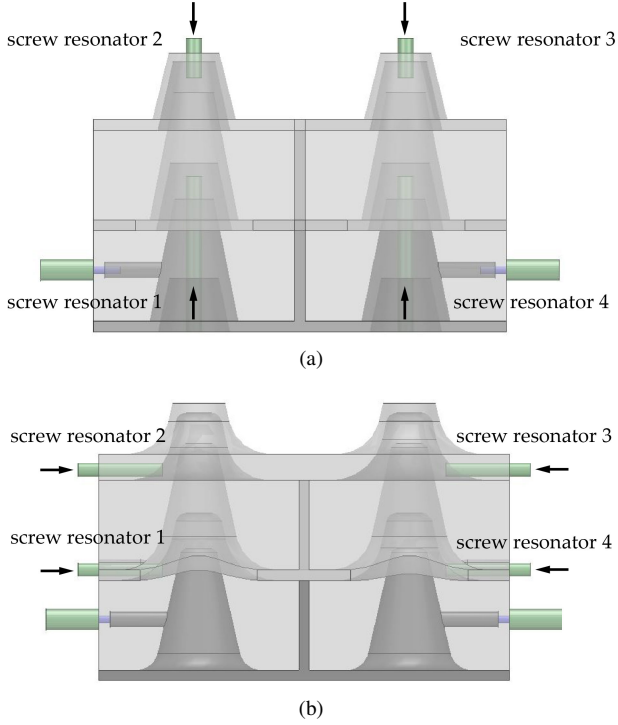 screw resonator 2
screw resonator 3
screw resonator 1
screw resonator 4
(a)
screw resonator 2
screw resonator 3
screw resonator 1
screw resonator 4
(b)